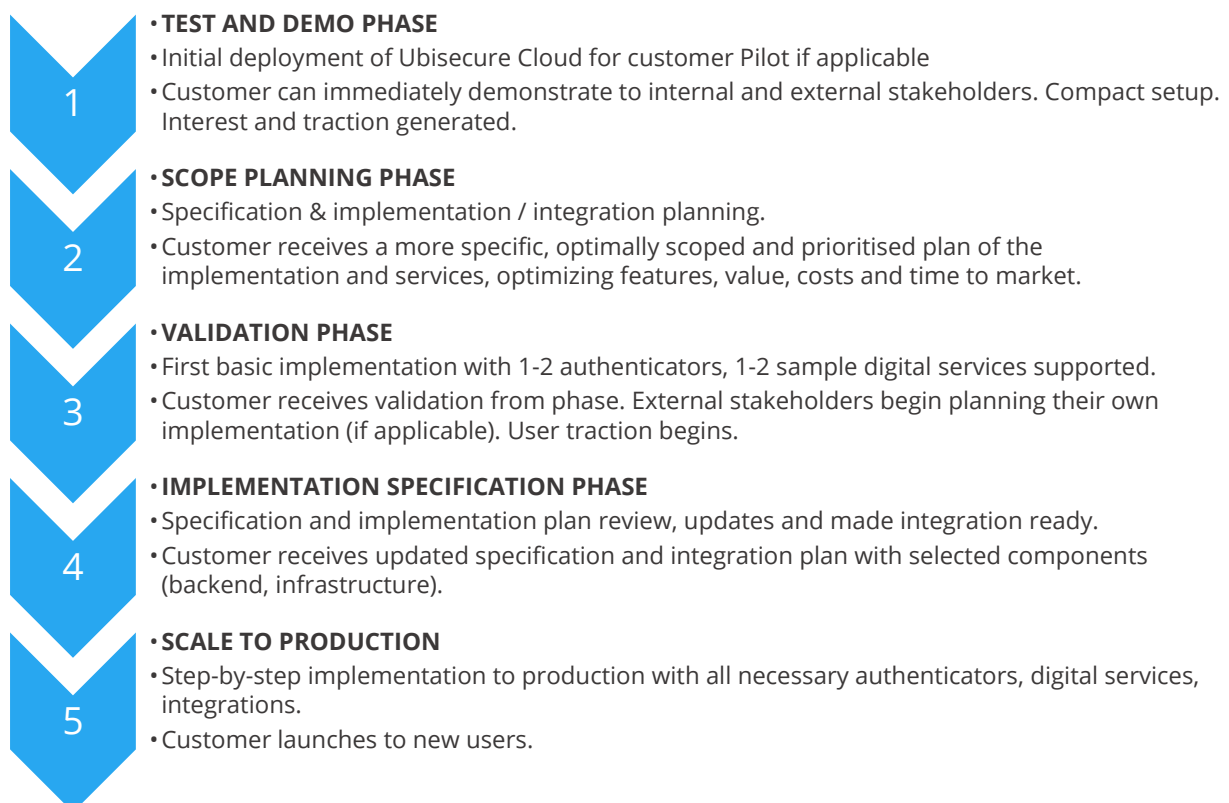 1
• TEST AND DEMO PHASE
• Initial deployment of Ubisecure Cloud for customer Pilot if applicable
• Customer can immediately demonstrate to internal and external stakeholders. Compact setup.
Interest and traction generated.
2
• SCOPE PLANNING PHASE
• Specification & implementation / integration planning.
• Customer receives a more specific, optimally scoped and prioritised plan of the
implementation and services, optimizing features, value, costs and time to market.
3
• VALIDATION PHASE
• First basic implementation with 1-2 authenticators, 1-2 sample digital services supported.
• Customer receives validation from phase. External stakeholders begin planning their own
implementation (if applicable). User traction begins.
4
• IMPLEMENTATION SPECIFICATION PHASE
• Specification and implementation plan review, updates and made integration ready.
• Customer receives updated specification and integration plan with selected components
(backend, infrastructure).
5
• SCALE TO PRODUCTION
• Step-by-step implementation to production with all necessary authenticators, digital services,
integrations.
• Customer launches to new users.